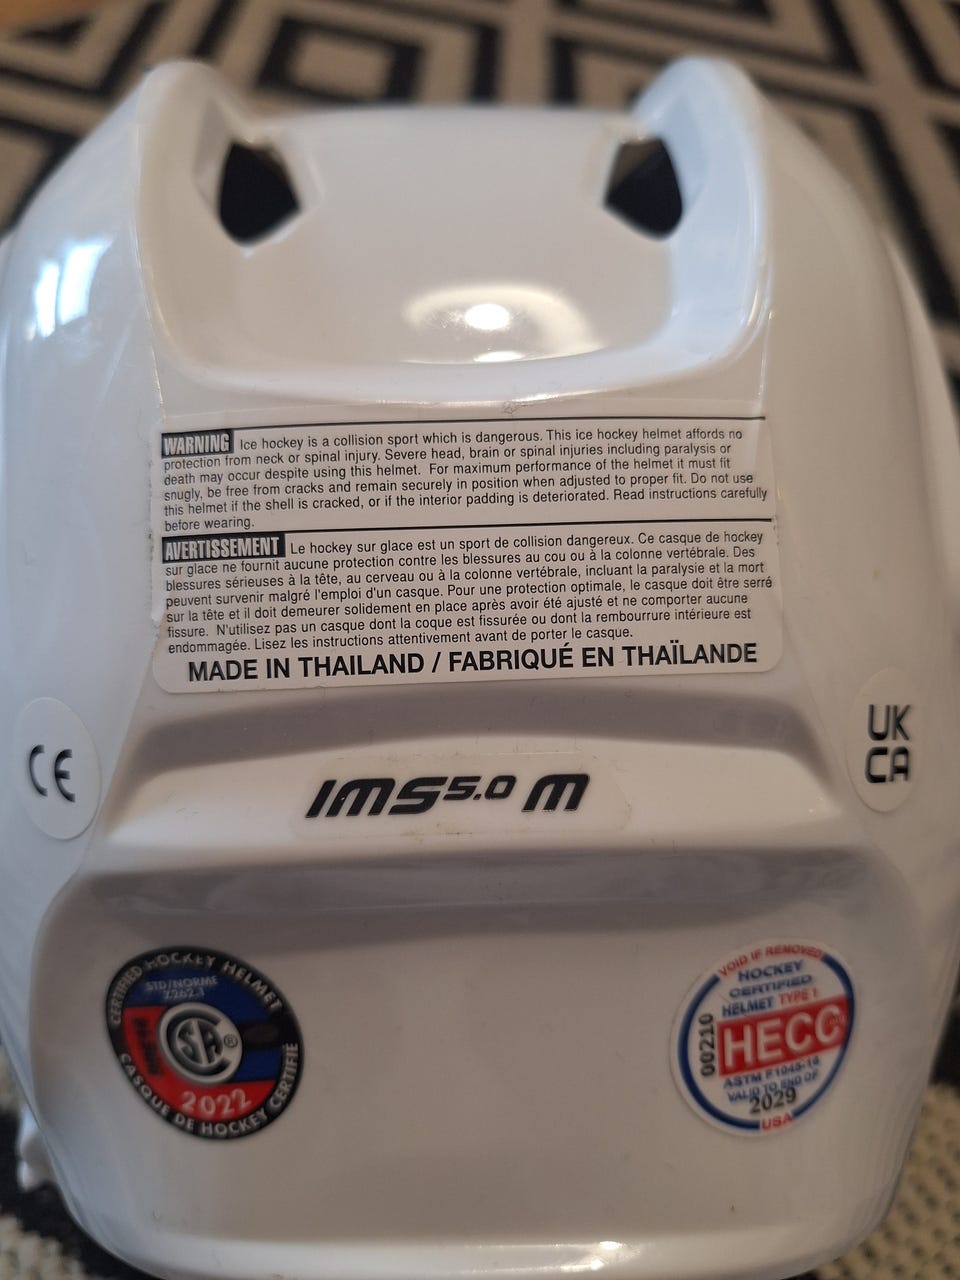 WARNING Ice hockey is a collision sport which is dangerous. This ice hockey helmet affords no
protection from neck or spinal injury. Severe head, brain or spinal injuries including paralysis or
death may occur despite using this helmet. For maximum performance of the helmet it must fit
snugly, be free from cracks and remain securely in position when adjusted to proper fit. Do not use
this helmet if the shell is cracked, or if the interior padding is deteriorated. Read instructions carefully
before wearing.
AVERTISSEMENT Le hockey sur glace est un sport de collision dangereux. Ce casque de hockey
sur glace ne fournit aucune protection contre les blessures au cou ou à la colonne vertébrale. Des
blessures sérieuses à la tête, au cerveau ou à la colonne vertébrale, incluant la paralysie et la mort
peuvent survenir malgré l'emploi d'un casque. Pour une protection optimale, le casque doit être serré
sur la tête et il doit demeurer solidement en place après avoir été ajusté et ne comporter aucune
fissure. N'utilisez pas un casque dont la coque est fissurée ou dont la rembourrure intérieure est
endommagée. Lisez les instructions attentivement avant de porter le casque.
MADE IN THAILAND / FABRIQUÉ EN THAÏLANDE
CE
UK
CA
IMS5.0 M
CERTIFIED HOCKEY HELMET
STD/NORME
Z262.1
CSA®
2022
CASQUE DE HOCKEY CERTIFIÉ
VOID IF REMOVED
HOCKEY
CERTIFIED
HELMET TYPE 1
00210
HECC
ASTM F1045-16
VALID TO END OF
2029
USA